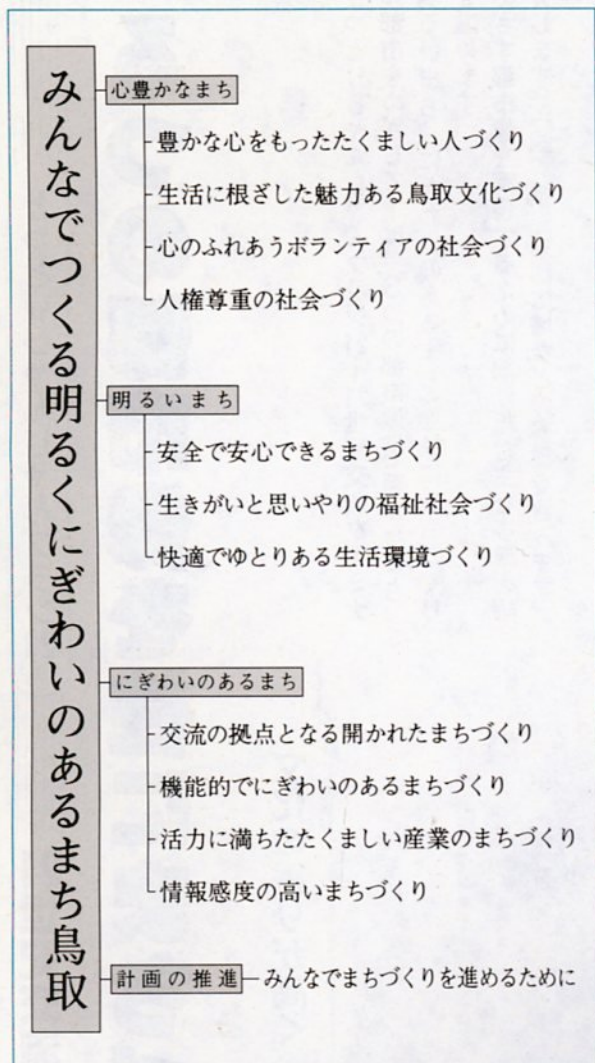 みんなでつくる明るくにぎわいのあるまち鳥取
心豊かなまち
豊かな心をもったたくましい人づくり
生活に根ざした魅力ある鳥取文化づくり
心のふれあうボランティアの社会づくり
人権尊重の社会づくり
明るいまち
安全で安心できるまちづくり
生きがいと思いやりの福祉社会づくり
快適でゆとりある生活環境づくり
にぎわいのあるまち
交流の拠点となる開かれたまちづくり
機能的でにぎわいのあるまちづくり
活力に満ちたたくましい産業のまちづくり
情報感度の高いまちづくり
計画の推進
みんなでまちづくりを進めるために